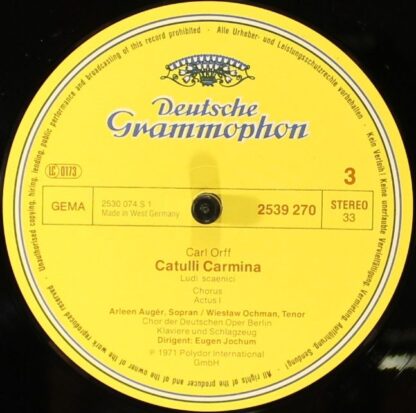 Alle Urheber- und Leistungsschutzrechte vorbehalten · Kein Verleih! Keine unerlaubte Vervielfältigung, Vermietung, Aufführung, Sendung!
Unauthorised copying, hiring, lending, public performance and broadcasting of this record prohibited ·
Deutsche
Grammophon
LC 0173
3
GEMA
2530 074 S 1
Made in West Germany
2539 270
STEREO
33
Carl Orff
Catulli Carmina
Ludi scaenici
Chorus
Actus I
Arleen Augér, Sopran / Wiesław Ochman, Tenor
Chor der Deutschen Oper Berlin
Klaviere und Schlagzeug
Dirigent: Eugen Jochum
℗ 1971 Polydor International
GmbH
All rights of the producer and of the owner of the work reproduced reserved ·